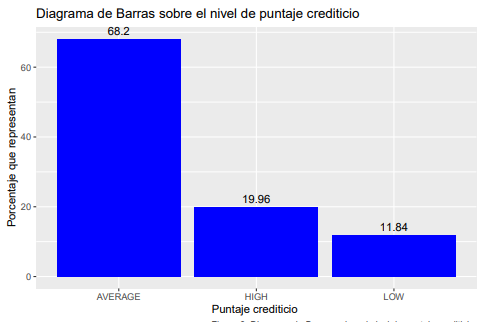 Diagrama de Barras sobre el nivel de puntaje crediticio
68.2
60
40
20
0
19.96
11.84
Porcentaje que representan
AVERAGE HIGH LOW
Puntaje crediticio